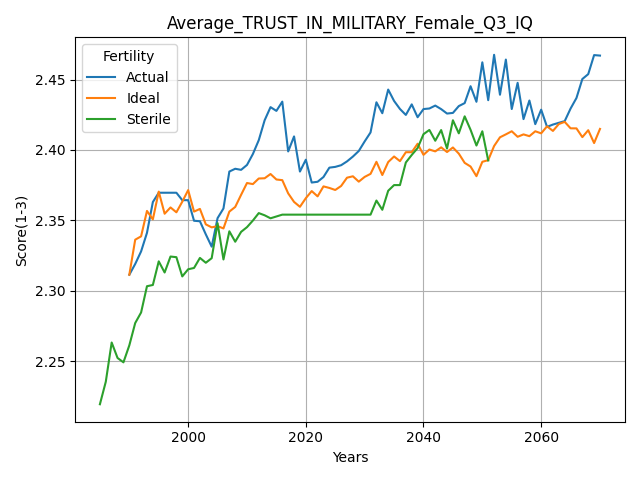 Average_TRUST_IN_MILITARY_Female_Q3_IQ
Fertility
Actual
Ideal
Sterile
Score(1-3)
2.45
2.40
2.35
2.30
2.25
2000
2020
2040
2060
Years